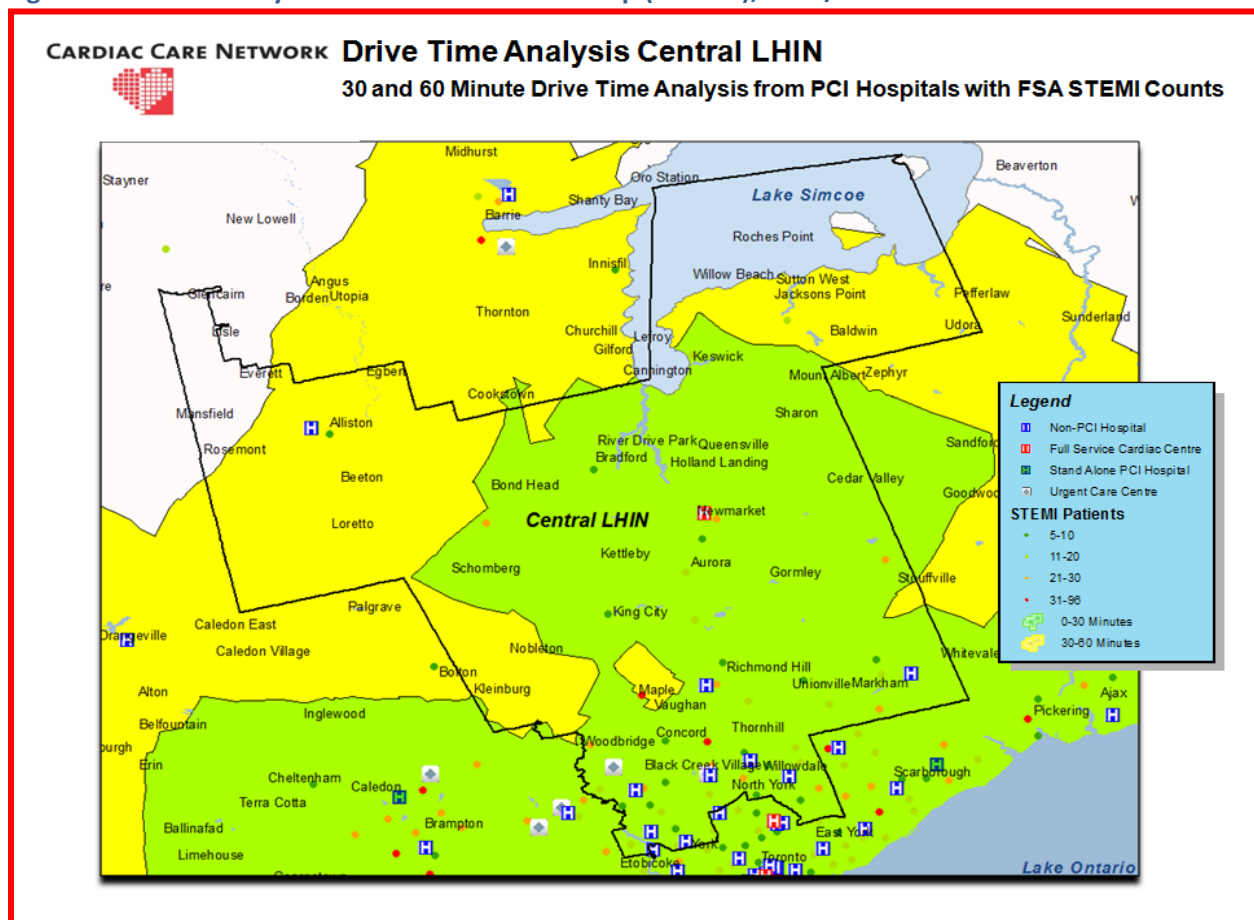 CARDIAC CARE NETWORK
Drive Time Analysis Central LHIN
30 and 60 Minute Drive Time Analysis from PCI Hospitals with FSA STEMI Counts
Midhurst
Beaverton
Stayner
Oro Station
Lake Simcoe
Shanty Bay
New Lowell
Barrie
Roches Point
Innisfil
Willow Beach
Sutton West
Angus
Jacksons Point
Pefferlaw
Glencairn
Borden
Utopia
Thornton
Sunderland
Churchill
Baldwin
Udora
Lisle
Lefroy
Gilford
Keswick
Everett
Egbert
Cannington
Mount Albert
Zephyr
Cookstown
Mansfield
Sharon
Alliston
River Drive Park
Queensville
Rosemont
Bradford
Holland Landing
Beeton
Bond Head
Cedar Valley
Newmarket
Loretto
Central LHIN
Kettleby
Aurora
Schomberg
Gormley
Stouffville
Palgrave
King City
Caledon East
Orangeville
Caledon Village
Nobleton
Whitevale
Bolton
Richmond Hill
Kleinburg
Maple
Unionville
Markham
Alton
Vaughan
Ajax
Inglewood
Pickering
Belfountain
Concord
Thornhill
Woodbridge
Erin
Black Creek Village
Willowdale
Cheltenham
Caledon
North York
Scarborough
Terra Cotta
Ballinafad
Brampton
East York
York
Limehouse
Etobicoke
Toronto
Lake Ontario
Legend
Non-PCI Hospital
Full Service Cardiac Centre
Stand Alone PCI Hospital
Urgent Care Centre
STEMI Patients
5-10
11-20
21-30
31-96
0-30 Minutes
30-60 Minutes